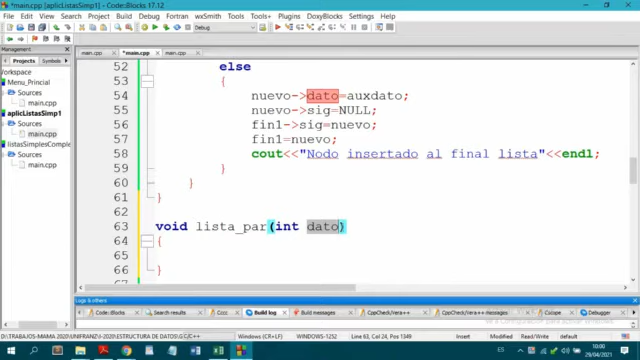 *main.cpp [aplicListasSimp1] - Code::Blocks 17.12
File Edit View Search Project Build Debug Fortran wxSmith Tools Tools+ Plugins DoxyBlocks Settings Help
Debug
Management
main.cpp × *main.cpp × main.cpp ×
Projects Symbols
Workspace
Menu_Princial
Sources
main.cpp
aplicListasSimp1
Sources
main.cpp
listasSimplesComple
Sources
main.cpp
52 else
53 {
54 nuevo->dato=auxdato;
55 nuevo->sig=NULL;
56 fin1->sig=nuevo;
57 fin1=nuevo;
58 cout<<"Nodo insertado al final lista"<<endl;
59 }
60 }
61 }
62
63 void lista_par(int dato)
64 {
65
66 }
Logs & others
Code::Blocks × Search results × Cccc × Build log × Build messages × CppCheck/Vera++ × CppCheck/Vera++ messages × Cscope × Debugger
D:\TRABAJOS-MAMA 2020\UNIFRANZ\ESTRUCTURA DE DATOS\G C/C++ Windows (CR+LF) WINDOWS-1252 Line 63, Col 24, Pos 1349 Insert Modified Read/Write default
ES 10:00
29/04/2021